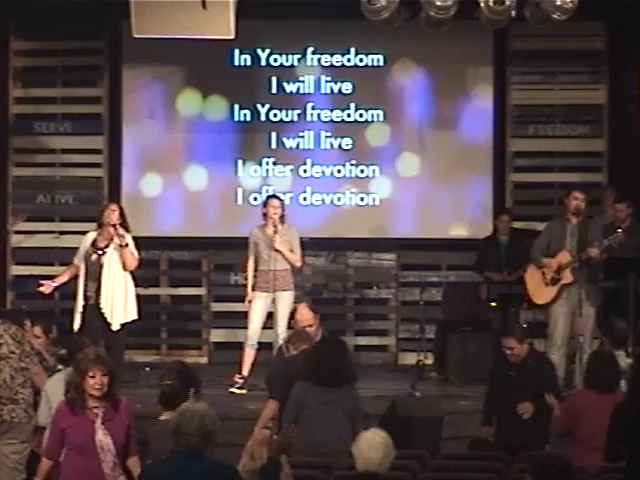 In Your freedom
I will live
In Your freedom
I will live
I offer devotion
I offer devotion
SERVE
FREEDOM
ALIVE